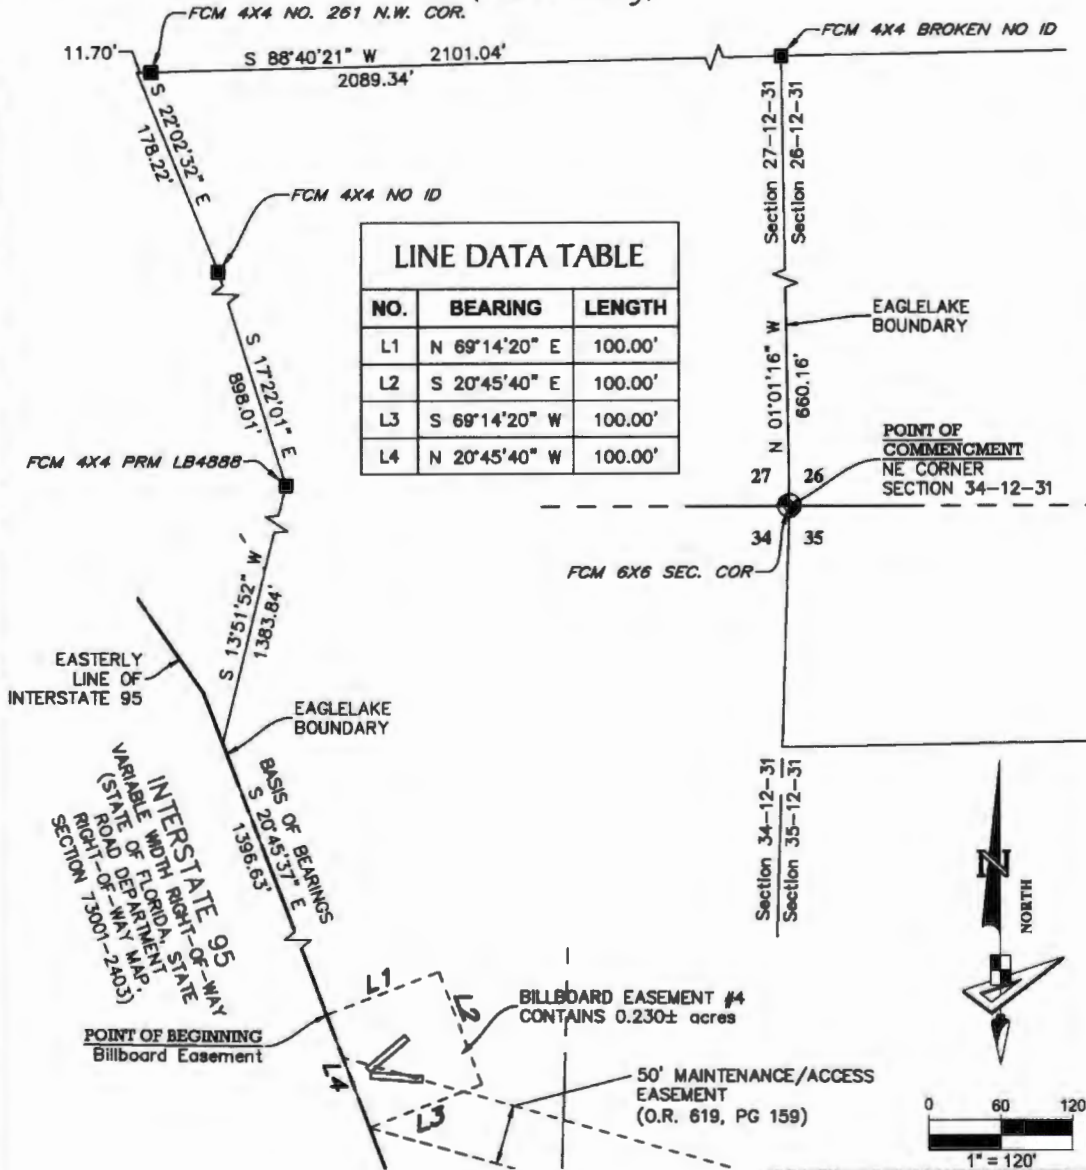 FCM 4X4 NO. 261 N.W. COR.
11.70'
S 88°40'21" W 2101.04'
2089.34'
FCM 4X4 BROKEN NO ID
S 22°02'32" E
178.22'
FCM 4X4 NO ID
Section 27-12-31
Section 26-12-31
LINE DATA TABLE
NO. BEARING LENGTH
L1 N 69°14'20" E 100.00'
L2 S 20°45'40" E 100.00'
L3 S 69°14'20" W 100.00'
L4 N 20°45'40" W 100.00'
EAGLELAKE
BOUNDARY
N 01°01'16" W
660.16'
S 17°22'01" E
898.01'
FCM 4X4 PRM LB4888
POINT OF
COMMENCMENT
NE CORNER
SECTION 34-12-31
27 26
34 35
FCM 6X6 SEC. COR
S 13°51'52" W
1383.84'
EASTERLY
LINE OF
INTERSTATE 95
EAGLELAKE
BOUNDARY
BASIS OF BEARINGS
S 20°45'37" E
1396.63'
INTERSTATE 95
VARIABLE WIDTH RIGHT-OF-WAY
(STATE OF FLORIDA, STATE
ROAD DEPARTMENT
RIGHT-OF-WAY MAP,
SECTION 73001-2403)
Section 34-12-31
Section 35-12-31
N
NORTH
L1
L2
BILLBOARD EASEMENT #4
CONTAINS 0.230± acres
POINT OF BEGINNING
Billboard Easement
L4
L3
50' MAINTENANCE/ACCESS
EASEMENT
(O.R. 619, PG 159)
0 60 120
1" = 120'